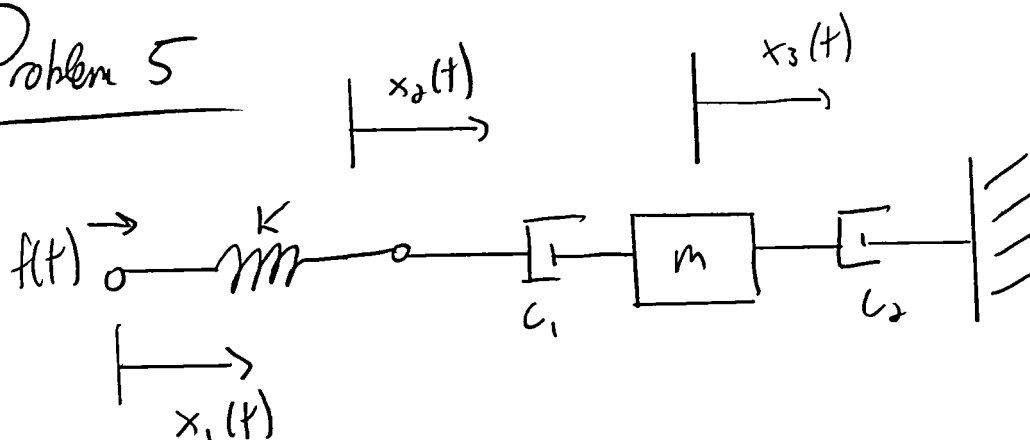 Problem 5
x₂(t)
x₃(t)
f(t)
K
C₁
m
C₂
x₁(t)